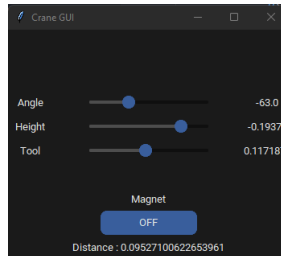 Crane GUI
Angle -63.0
Height -0.1937
Tool 0.11718
Magnet
OFF
Distance : 0.09527100622653961